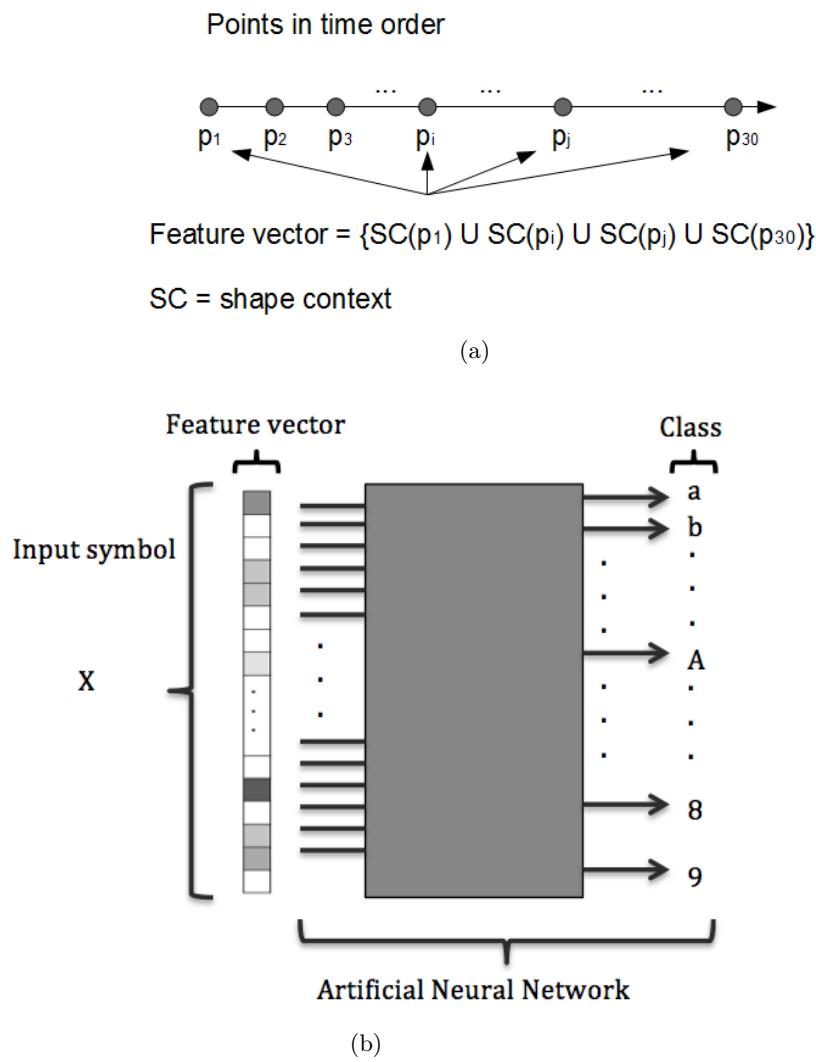 Points in time order
... ... ...
p1 p2 p3 pi pj p30
Feature vector = {SC(p1) U SC(pi) U SC(pj) U SC(p30)}
SC = shape context
(a)
Feature vector
Class
a
b
Input symbol
X
A
8
9
Artificial Neural Network
(b)